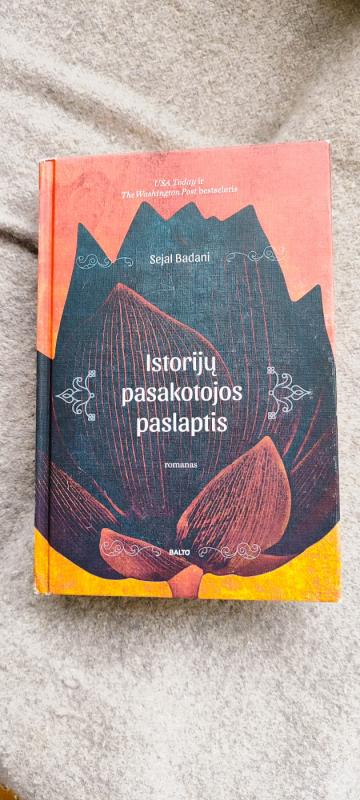 USA Today ir
The Washington Post bestseleris
Sejal Badani
Istorijų
pasakotojos
paslaptis
romanas
BALTO